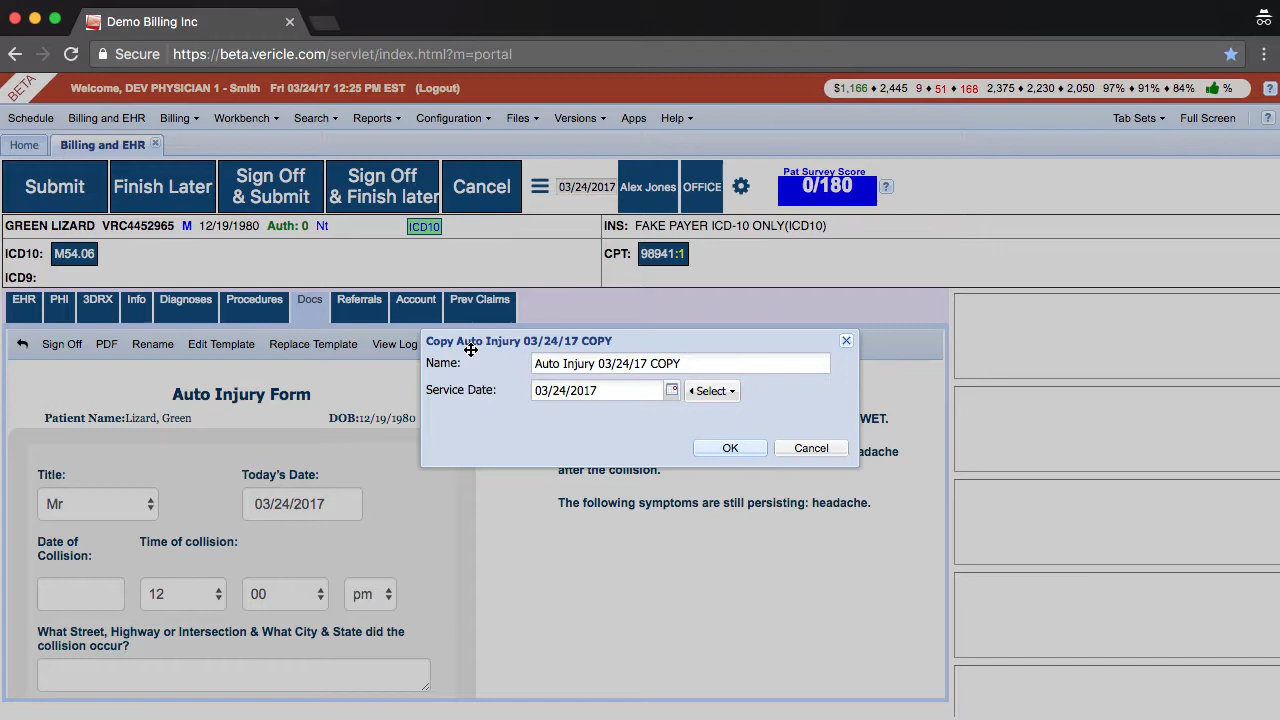 Demo Billing Inc
Secure https://beta.vericle.com/servlet/index.html?m=portal
BETA Welcome, DEV PHYSICIAN 1 - Smith Fri 03/24/17 12:25 PM EST (Logout) $1,166 ♦ 2,445 9 ♦ 51 ♦ 168 2,375 ♦ 2,230 ♦ 2,050 97% ♦ 91% ♦ 84% % ?
Schedule Billing and EHR Billing Workbench Search Reports Configuration Files Versions Apps Help Tab Sets Full Screen ?
Home Billing and EHR
Submit Finish Later Sign Off & Submit Sign Off & Finish later Cancel 03/24/2017 Alex Jones OFFICE Pat Survey Score 0/180 ?
GREEN LIZARD VRC4452965 M 12/19/1980 Auth: 0 Nt ICD10 INS: FAKE PAYER ICD-10 ONLY(ICD10)
ICD10: M54.06 CPT: 98941:1
ICD9:
EHR PHI 3DRX Info Diagnoses Procedures Docs Referrals Account Prev Claims
Sign Off PDF Rename Edit Template Replace Template View Log
Copy Auto Injury 03/24/17 COPY
Name: Auto Injury 03/24/17 COPY
Service Date: 03/24/2017 Select
OK Cancel
Auto Injury Form
Patient Name:Lizard, Green DOB:12/19/1980
WET.
headache
after the collision.
The following symptoms are still persisting: headache.
Title: Today's Date:
Mr 03/24/2017
Date of Collision: Time of collision:
12 00 pm
What Street, Highway or Intersection & What City & State did the
collision occur?